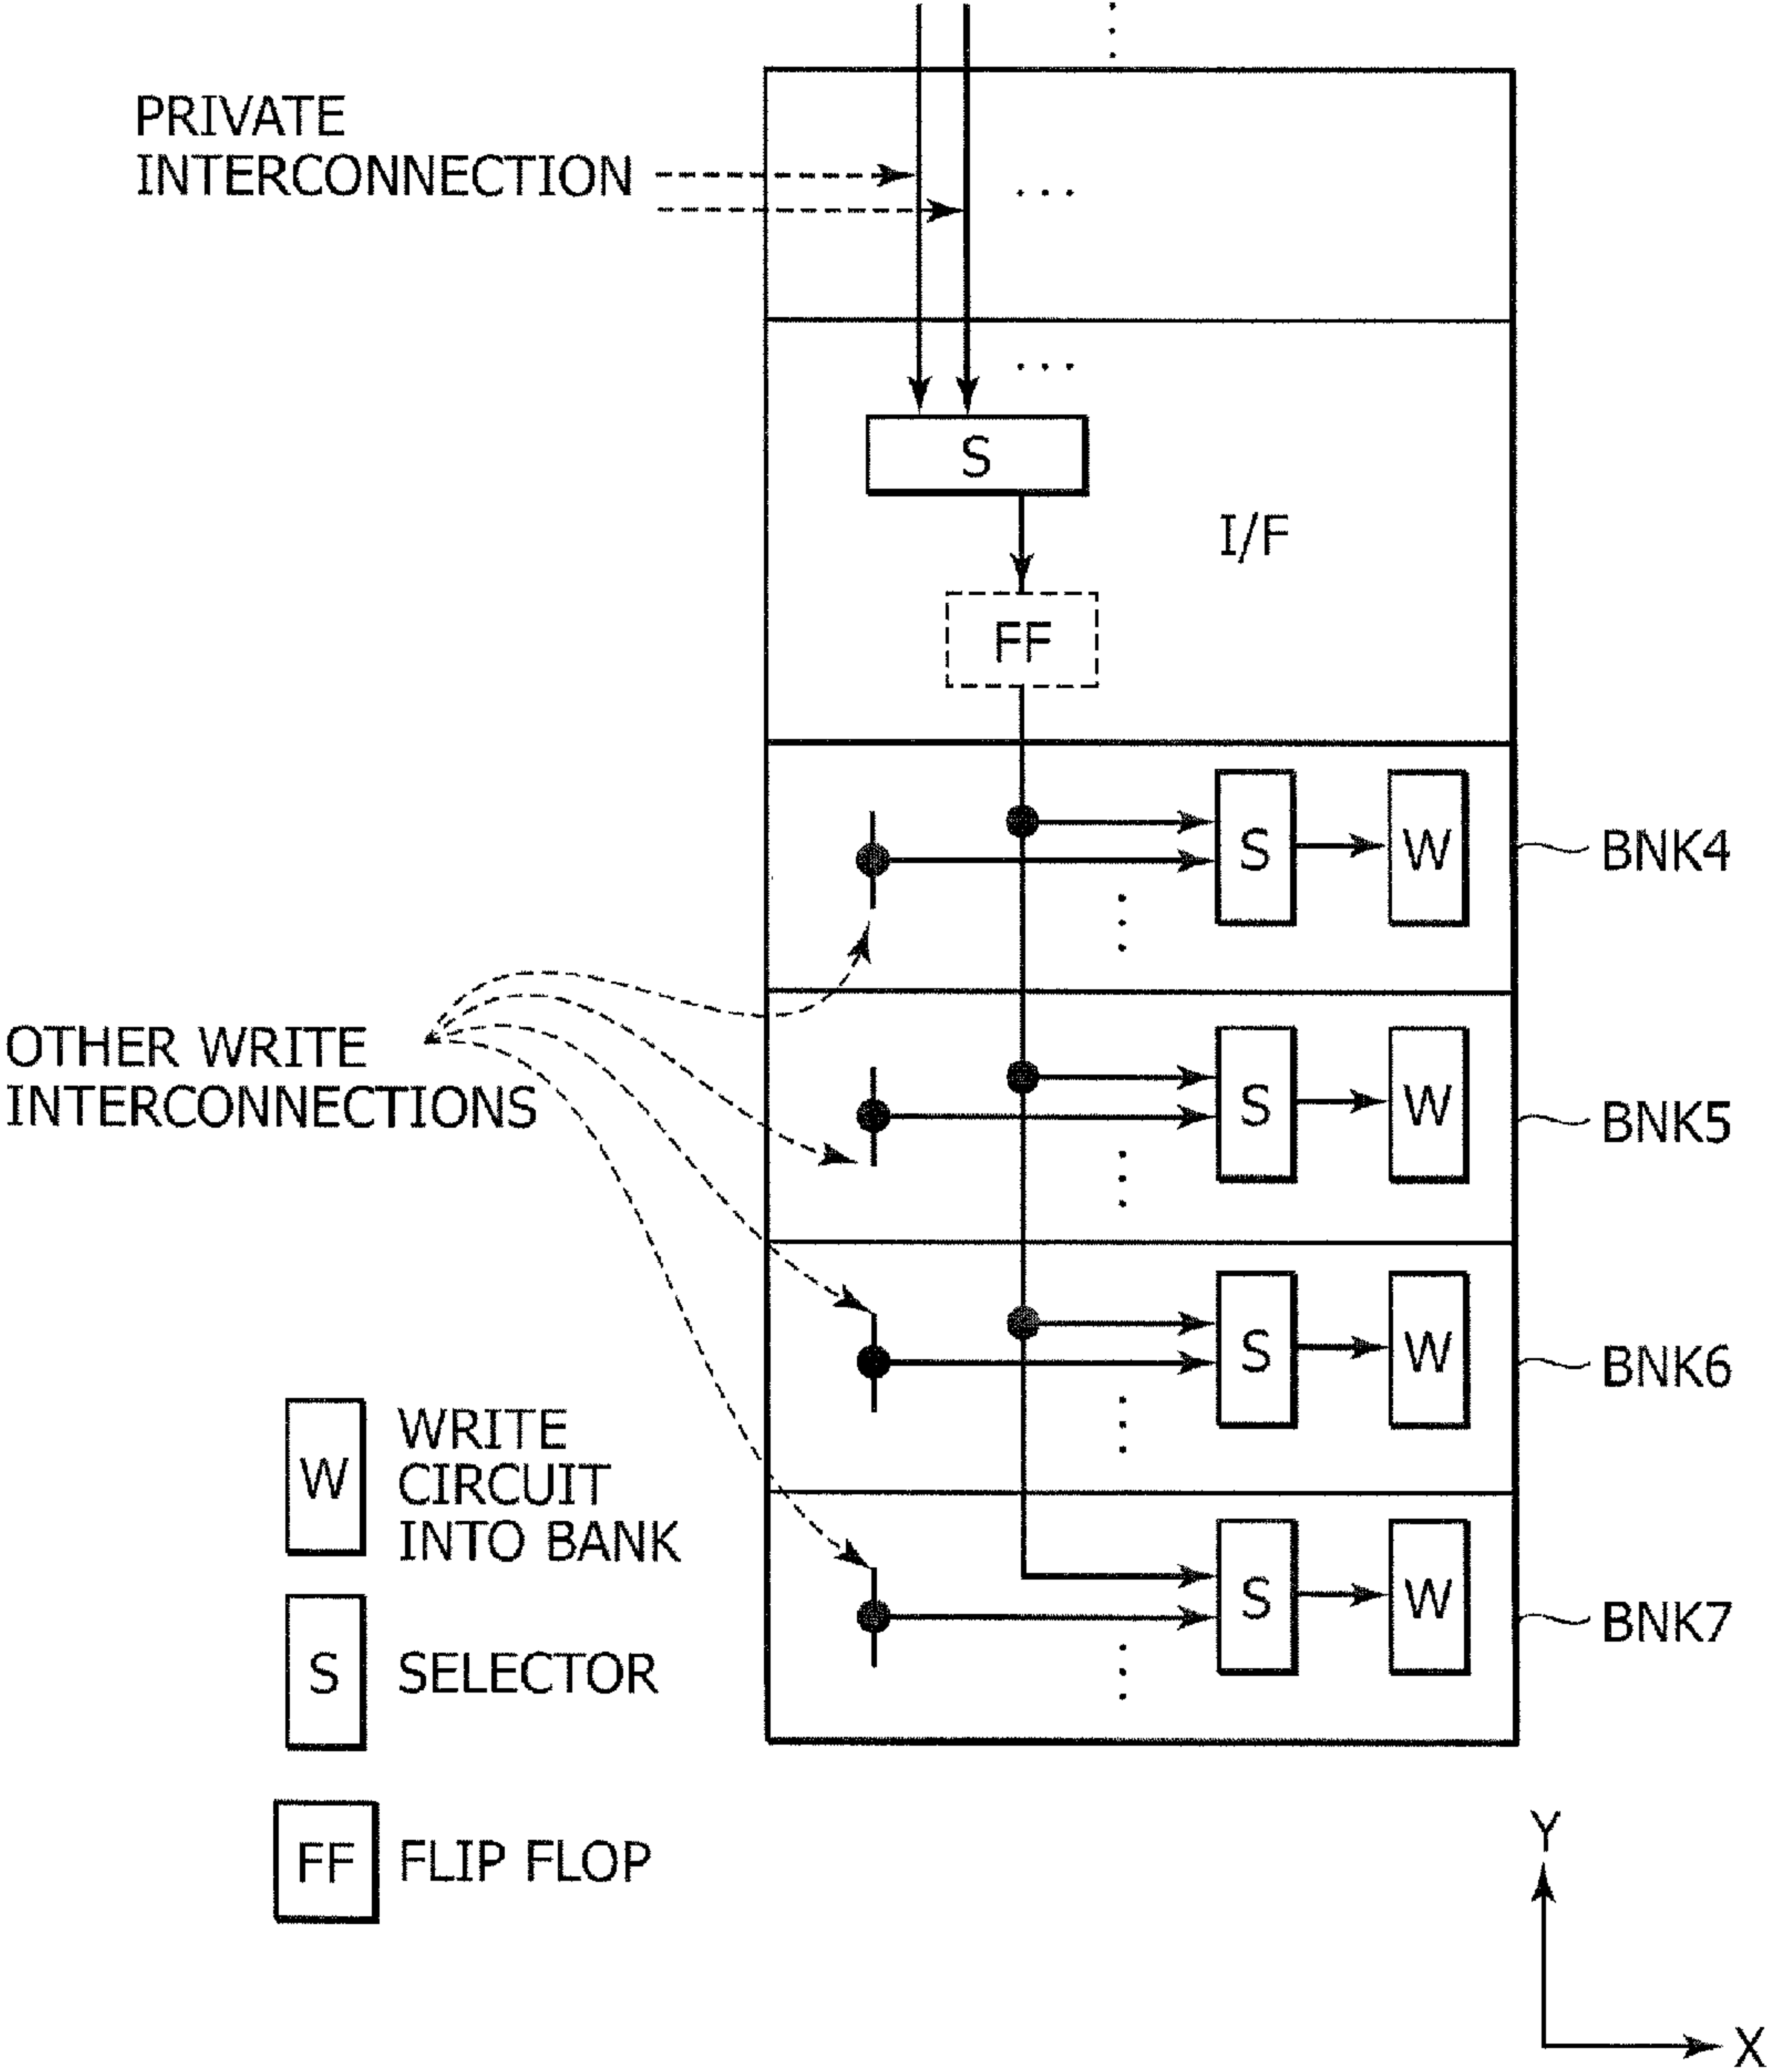 PRIVATE
INTERCONNECTION
S
I/F
FF
S
W
BNK4
OTHER WRITE
INTERCONNECTIONS
S
W
BNK5
S
W
BNK6
W
WRITE
CIRCUIT
INTO BANK
S
W
BNK7
S
SELECTOR
FF
FLIP FLOP
Y
X